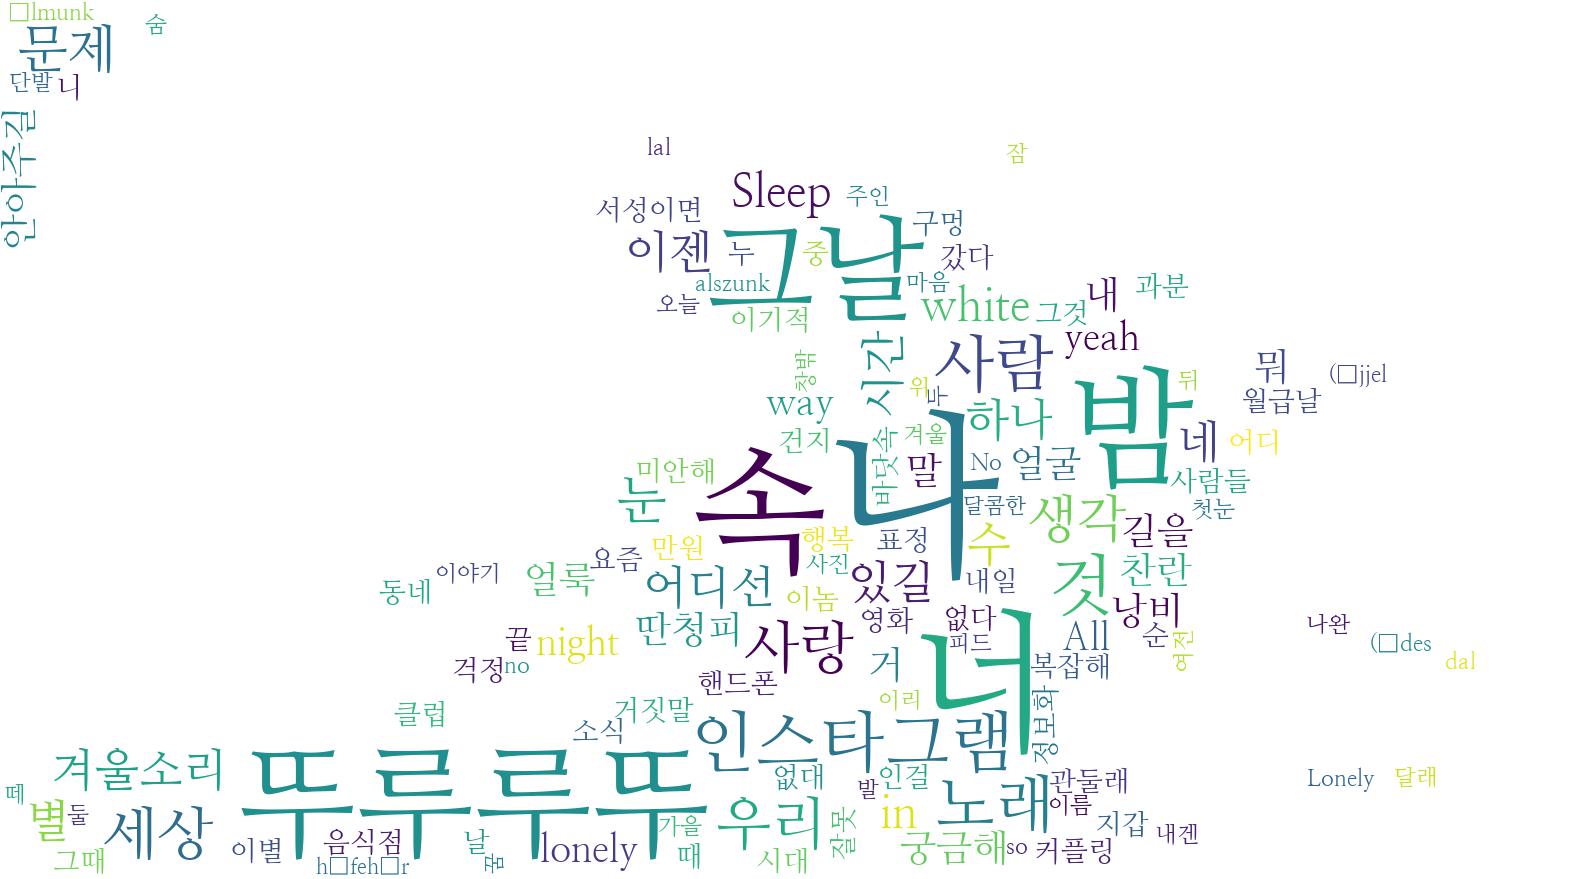 □lmunk 숨
문제
단발 니
안아주길
lal 잠
Sleep 주인
서성이면 구멍
이젠 두 그날 중 갔다
alszunk 마음 내 과분
오늘 white 그것
이기적 yeah
시간 사람
창밖 뭐 (□jjel
위 두 밤 뒤
way 하나 월급날
건지 바닷속 겨울 네 어디
미안해 속 나 말 No 얼굴 사람들
눈 달콤한 생각 길을 첫눈
만원 행복 표정 수
요즘 사진 것 찬란
동네 이야기 얼룩 어디선 이놈 있길 내일 낭비
끝 night 딴청피 사랑 영화 없다 All 순 여전 나완
걱정 no 거 피드 너 복잡해 (□des
핸드폰 dal
클럽 거짓말 이리 정보화
소식 인스타그램
겨울소리 뚜루루뚜 없대 인걸 관둘래 Lonely 달래
떼 별 둘 세상 우리 발 in 노래 이름
가을 잘못 지갑 내겐
그때 이별 음식점 날 lonely 때 시대 궁금해 so 커플링
h□feh□r 꿈